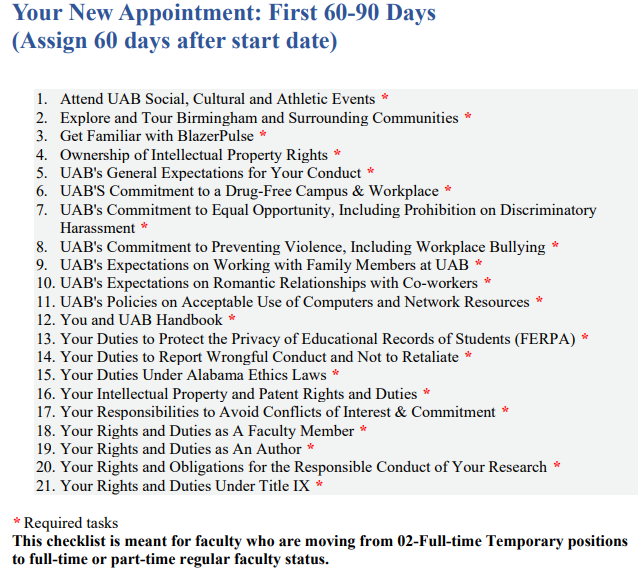 Your New Appointment: First 60-90 Days
(Assign 60 days after start date)
1. Attend UAB Social, Cultural and Athletic Events *
2. Explore and Tour Birmingham and Surrounding Communities *
3. Get Familiar with BlazerPulse *
4. Ownership of Intellectual Property Rights *
5. UAB's General Expectations for Your Conduct *
6. UAB'S Commitment to a Drug-Free Campus & Workplace *
7. UAB's Commitment to Equal Opportunity, Including Prohibition on Discriminatory
Harassment *
8. UAB's Commitment to Preventing Violence, Including Workplace Bullying *
9. UAB's Expectations on Working with Family Members at UAB *
10. UAB's Expectations on Romantic Relationships with Co-workers *
11. UAB's Policies on Acceptable Use of Computers and Network Resources *
12. You and UAB Handbook *
13. Your Duties to Protect the Privacy of Educational Records of Students (FERPA) *
14. Your Duties to Report Wrongful Conduct and Not to Retaliate *
15. Your Duties Under Alabama Ethics Laws *
16. Your Intellectual Property and Patent Rights and Duties *
17. Your Responsibilities to Avoid Conflicts of Interest & Commitment *
18. Your Rights and Duties as A Faculty Member *
19. Your Rights and Duties as An Author *
20. Your Rights and Obligations for the Responsible Conduct of Your Research *
21. Your Rights and Duties Under Title IX *
* Required tasks
This checklist is meant for faculty who are moving from 02-Full-time Temporary positions
to full-time or part-time regular faculty status.